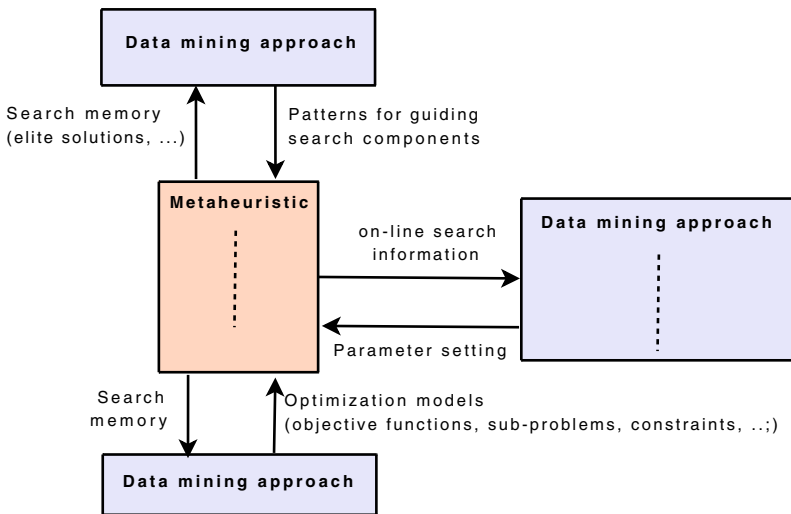 Data mining approach
Search memory
(elite solutions, ...)
Patterns for guiding
search components
Metaheuristic
on-line search
information
Data mining approach
Parameter setting
Search
memory
Optimization models
(objective functions, sub-problems, constraints, ..;)
Data mining approach